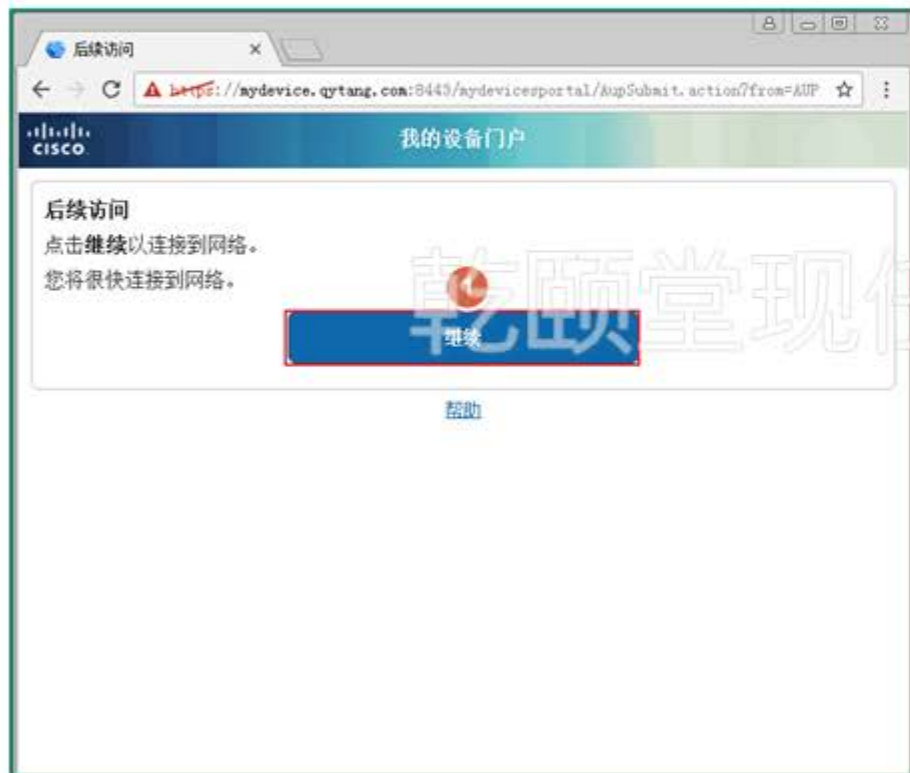 后续访问
https://mydevice.qytang.com:8443/mydevicesportal/AupSubmit.action?from=AUP
CISCO
我的设备门户
后续访问
点击继续以连接到网络。
您将很快连接到网络。
1
继续
帮助
乾颐堂现